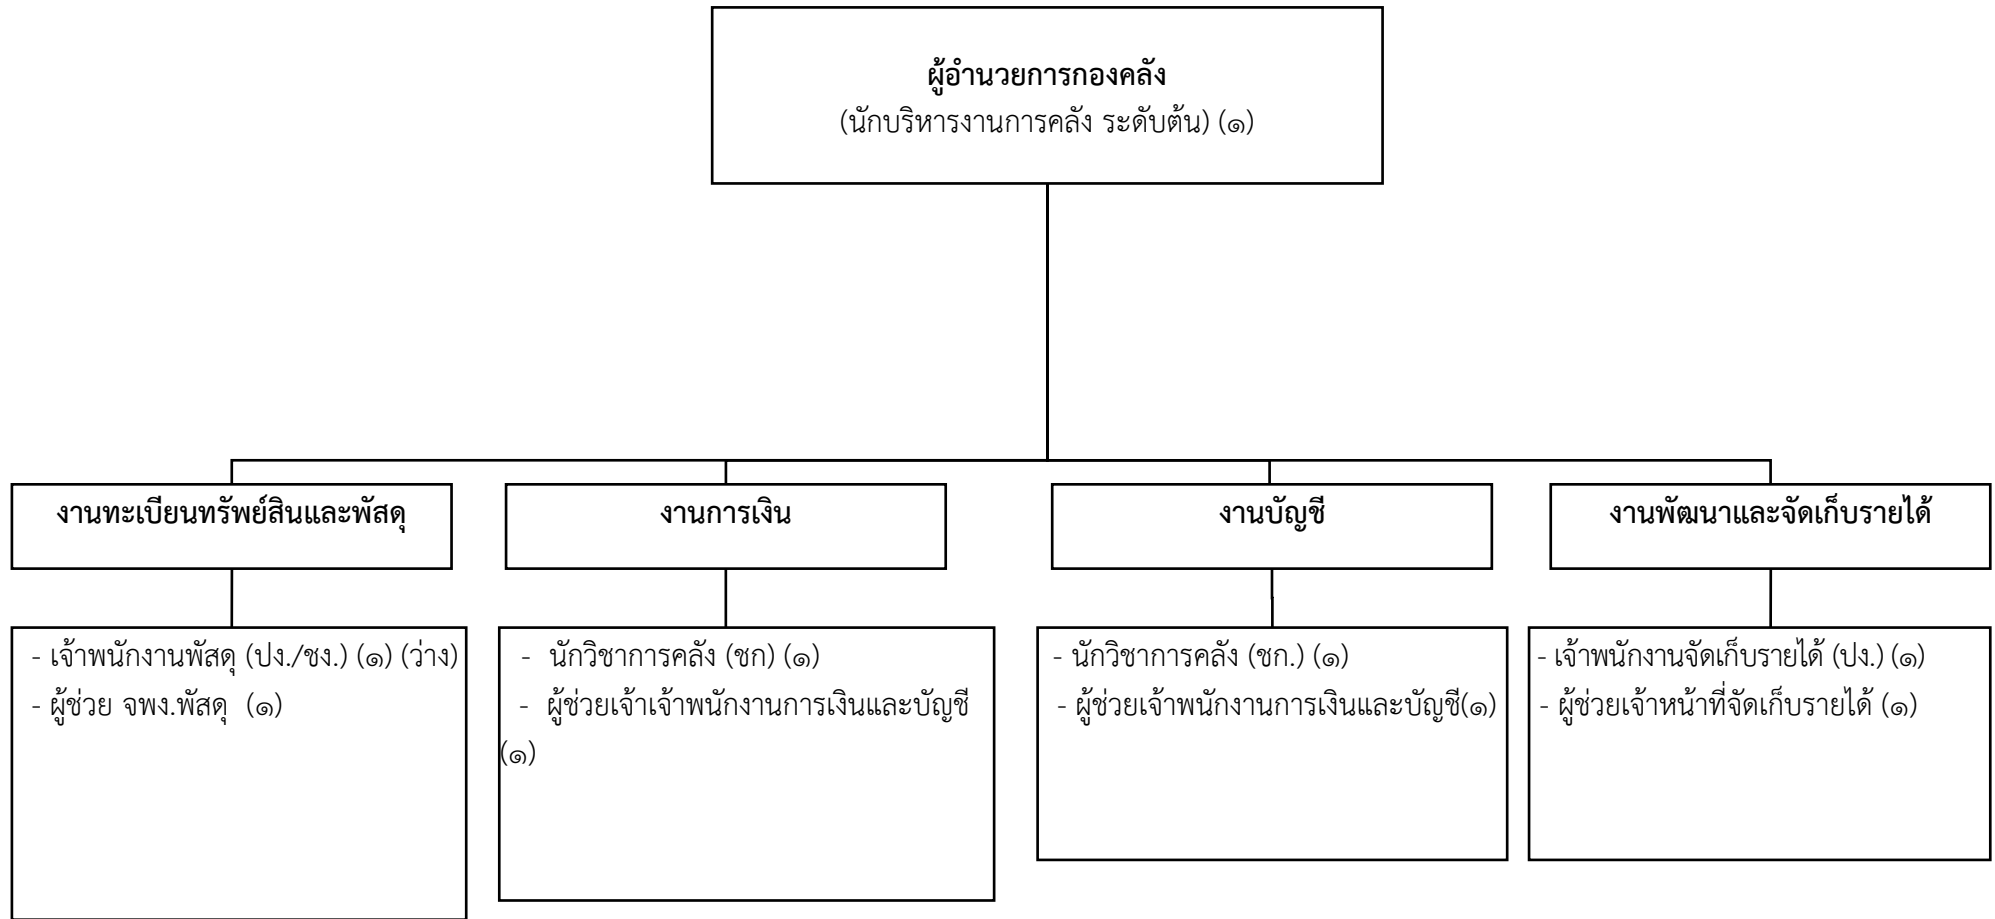 ผู้อำนวยการกองคลัง
(นักบริหารงานการคลัง ระดับต้น) (๑)
งานทะเบียนทรัพย์สินและพัสดุ
งานการเงิน
งานบัญชี
งานพัฒนาและจัดเก็บรายได้
- เจ้าพนักงานพัสดุ (ปง./ชง.) (๑) (ว่าง)
- ผู้ช่วย จพง.พัสดุ (๑)
- นักวิชาการคลัง (ชก) (๑)
- ผู้ช่วยเจ้าเจ้าพนักงานการเงินและบัญชี
(๑)
- นักวิชาการคลัง (ชก.) (๑)
- ผู้ช่วยเจ้าพนักงานการเงินและบัญชี(๑)
- เจ้าพนักงานจัดเก็บรายได้ (ปง.) (๑)
- ผู้ช่วยเจ้าหน้าที่จัดเก็บรายได้ (๑)